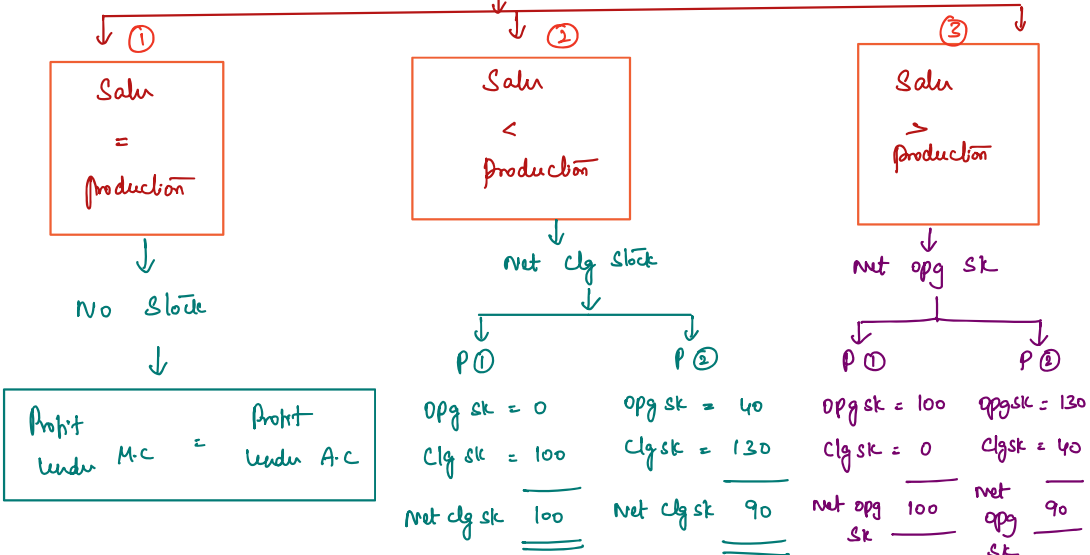 ①
Sales
=
production
No Stock
Profit under M.C = Profit under A.C
②
Sales
<
production
Net Clg Stock
P ①
Opg sk = 0
Clg sk = 100
Net clg sk 100
P ②
Opg sk = 40
Clg sk = 130
Net Clg sk 90
③
Sales
>
production
Net opg sk
P ①
Opg sk = 100
Clg sk = 0
Net opg sk 100
P ②
Opg sk = 130
Clg sk = 40
Net opg sk 90